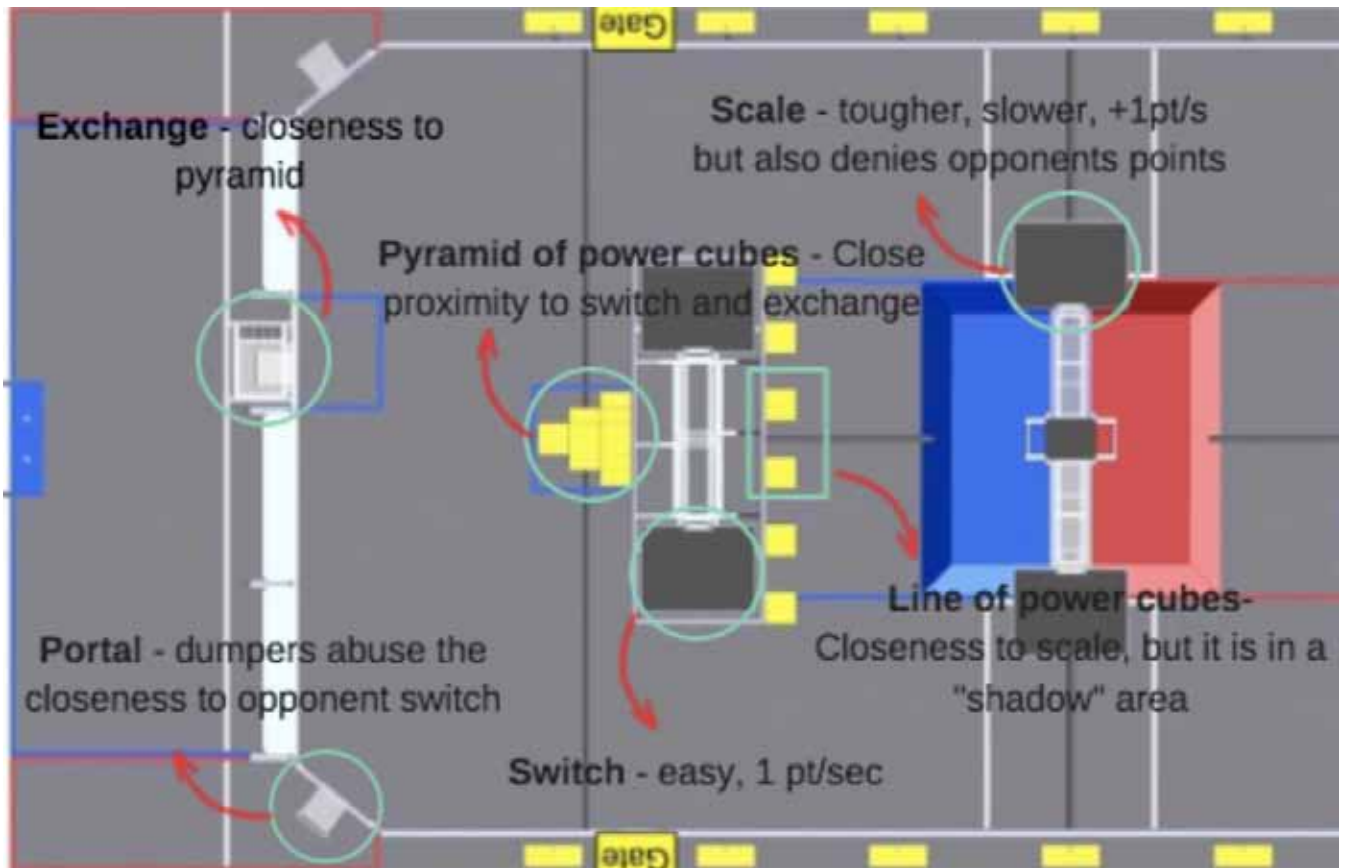 Gate
Exchange - closeness to
pyramid
Scale - tougher, slower, +1pt/s
but also denies opponents points
Pyramid of power cubes - Close
proximity to switch and exchange
Line of power cubes-
Closeness to scale, but it is in a
"shadow" area
Portal - dumpers abuse the
closeness to opponent switch
Switch - easy, 1 pt/sec
Gate